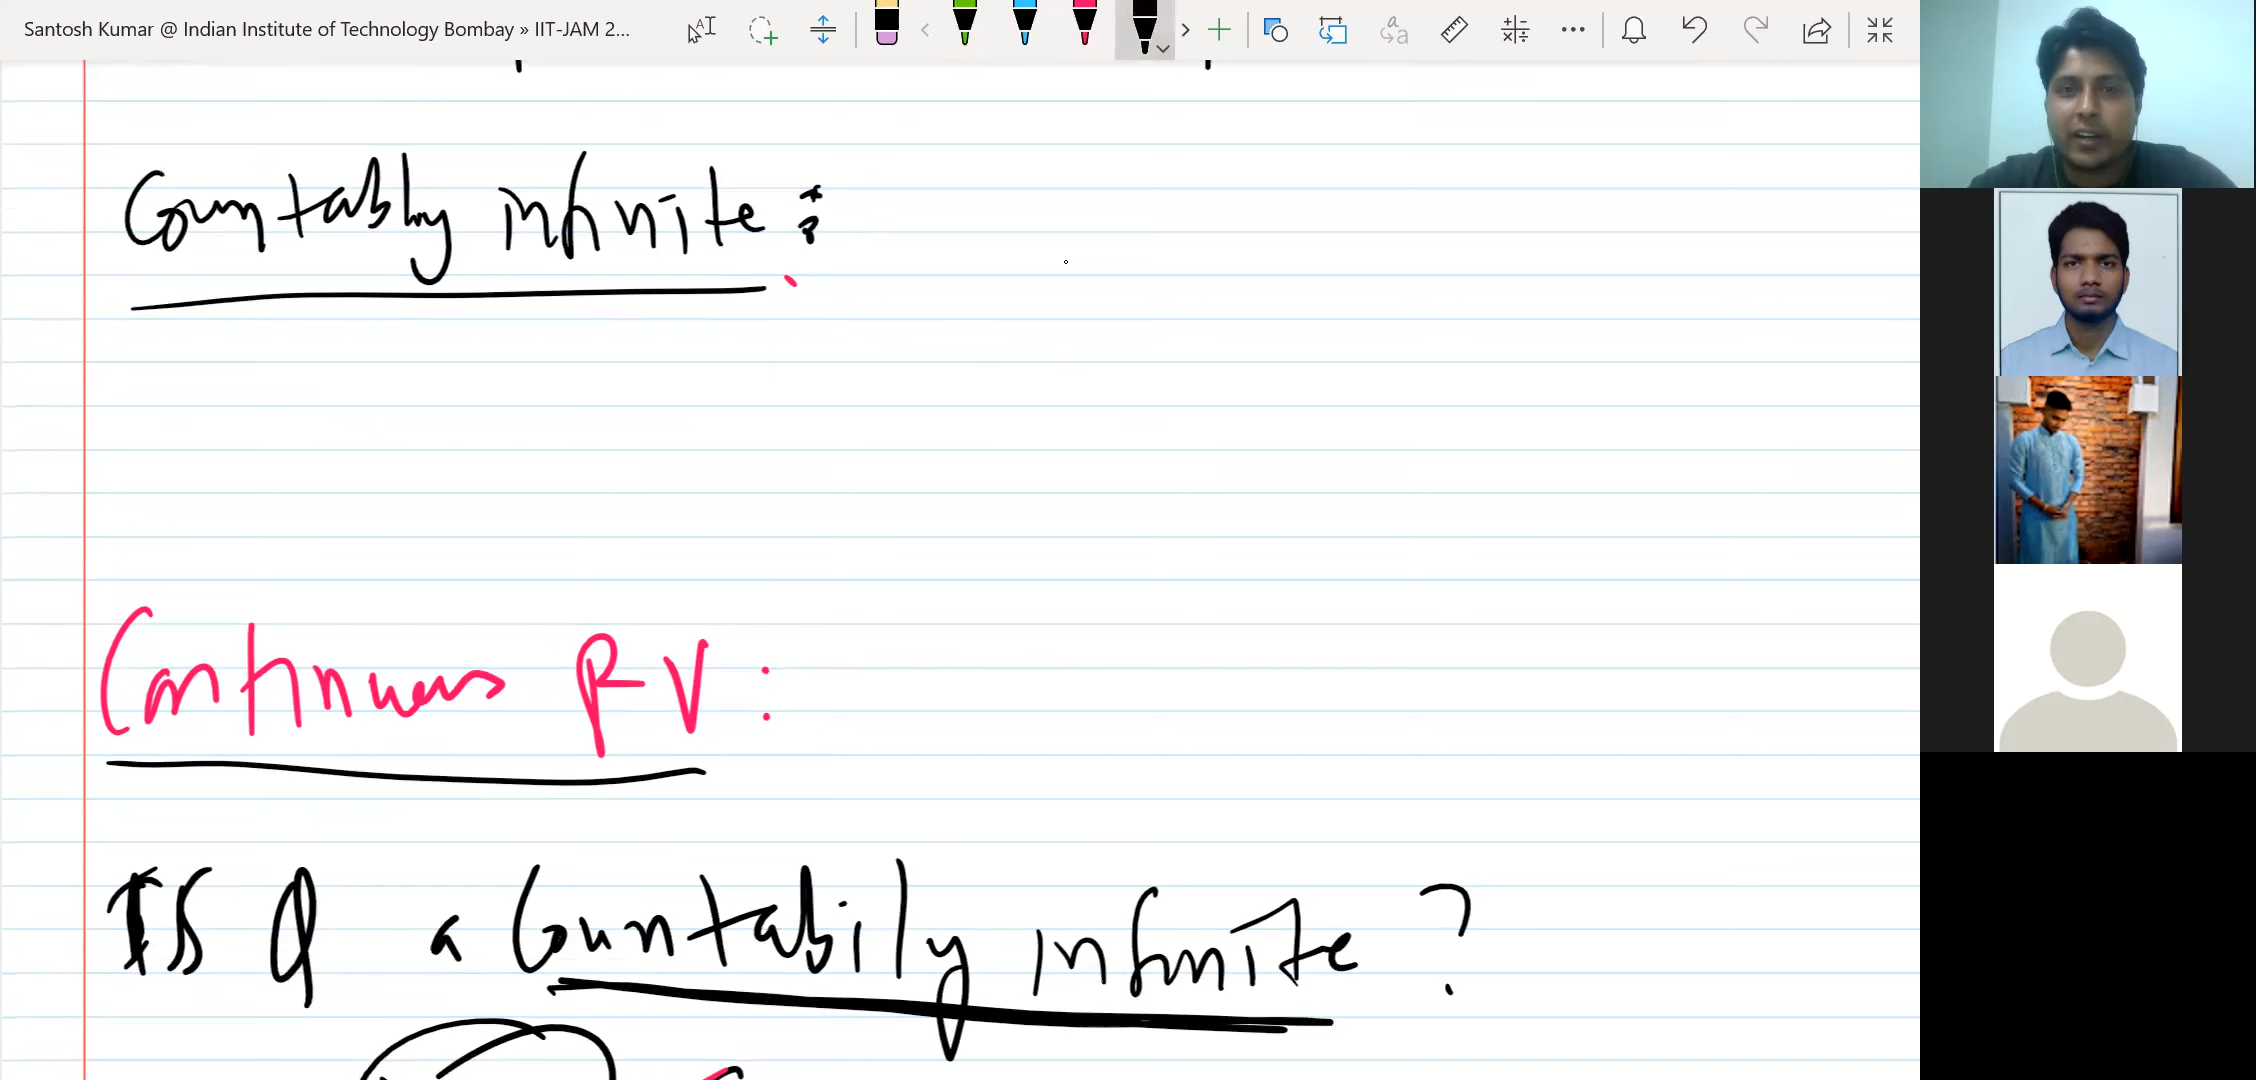 Santosh Kumar @ Indian Institute of Technology Bombay » IIT-JAM 2...
Countably infinite :
Continuous RV :
Is Q a Countabily infinite ?